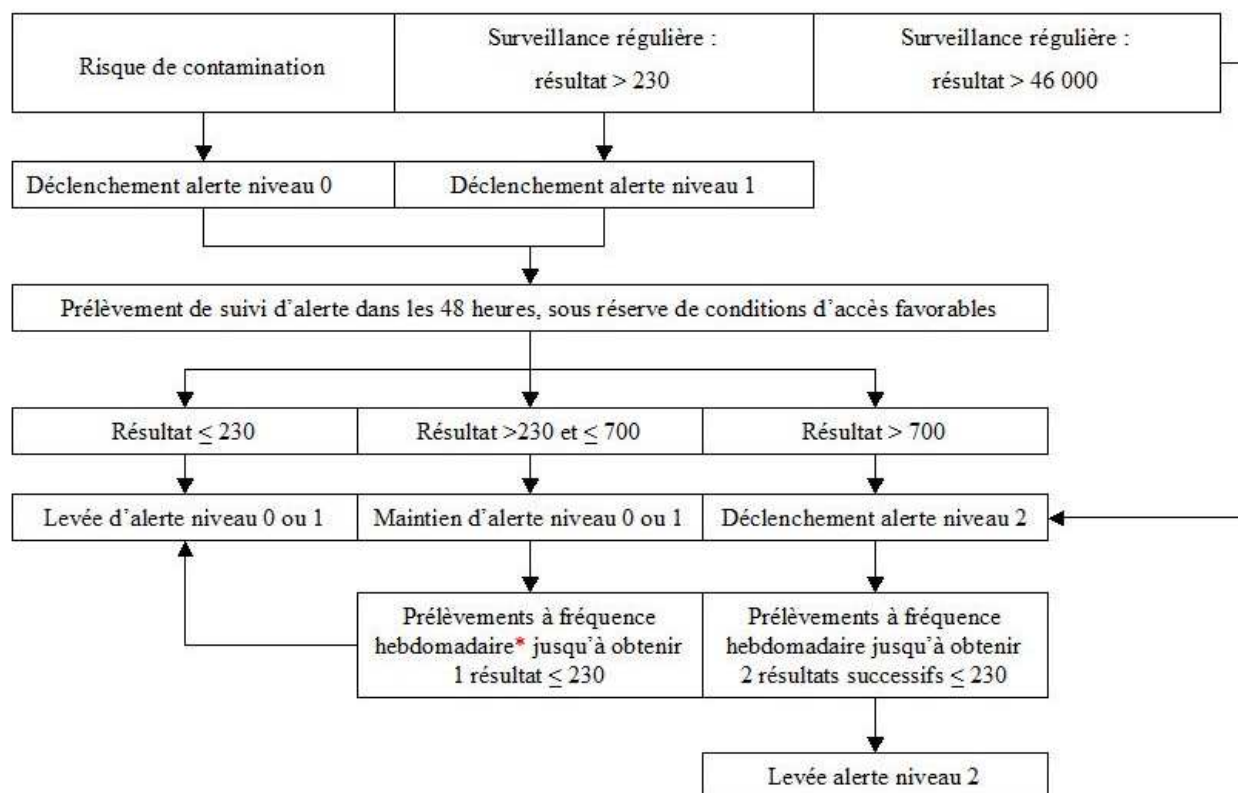 Risque de contamination
Surveillance régulière :
résultat > 230
Surveillance régulière :
résultat > 46 000
Déclenchement alerte niveau 0
Déclenchement alerte niveau 1
Prélèvement de suivi d’alerte dans les 48 heures, sous réserve de conditions d’accès favorables
Résultat ≤ 230
Résultat >230 et ≤ 700
Résultat > 700
Levée d’alerte niveau 0 ou 1
Maintien d’alerte niveau 0 ou 1
Déclenchement alerte niveau 2
Prélèvements à fréquence
hebdomadaire* jusqu’à obtenir
1 résultat ≤ 230
Prélèvements à fréquence
hebdomadaire jusqu’à obtenir
2 résultats successifs ≤ 230
Levée alerte niveau 2